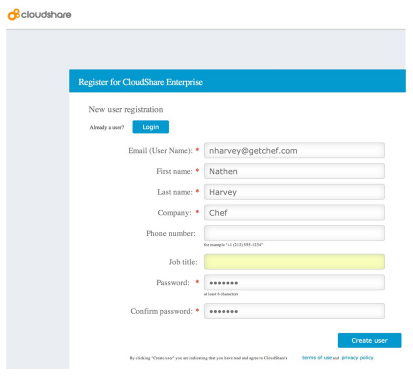 cloudshare
Register for CloudShare Enterprise
New user registration
Already a user? Login
Email (User Name): * nharvey@getchef.com
First name: * Nathen
Last name: * Harvey
Company: * Chef
Phone number:
for example "+1 (212) 555-1234"
Job title:
Password: * •••••••
at least 6 characters
Confirm password: * •••••••
Create user
By clicking "Create user" you are indicating that you have read and agree to CloudShare's terms of use and privacy policy.